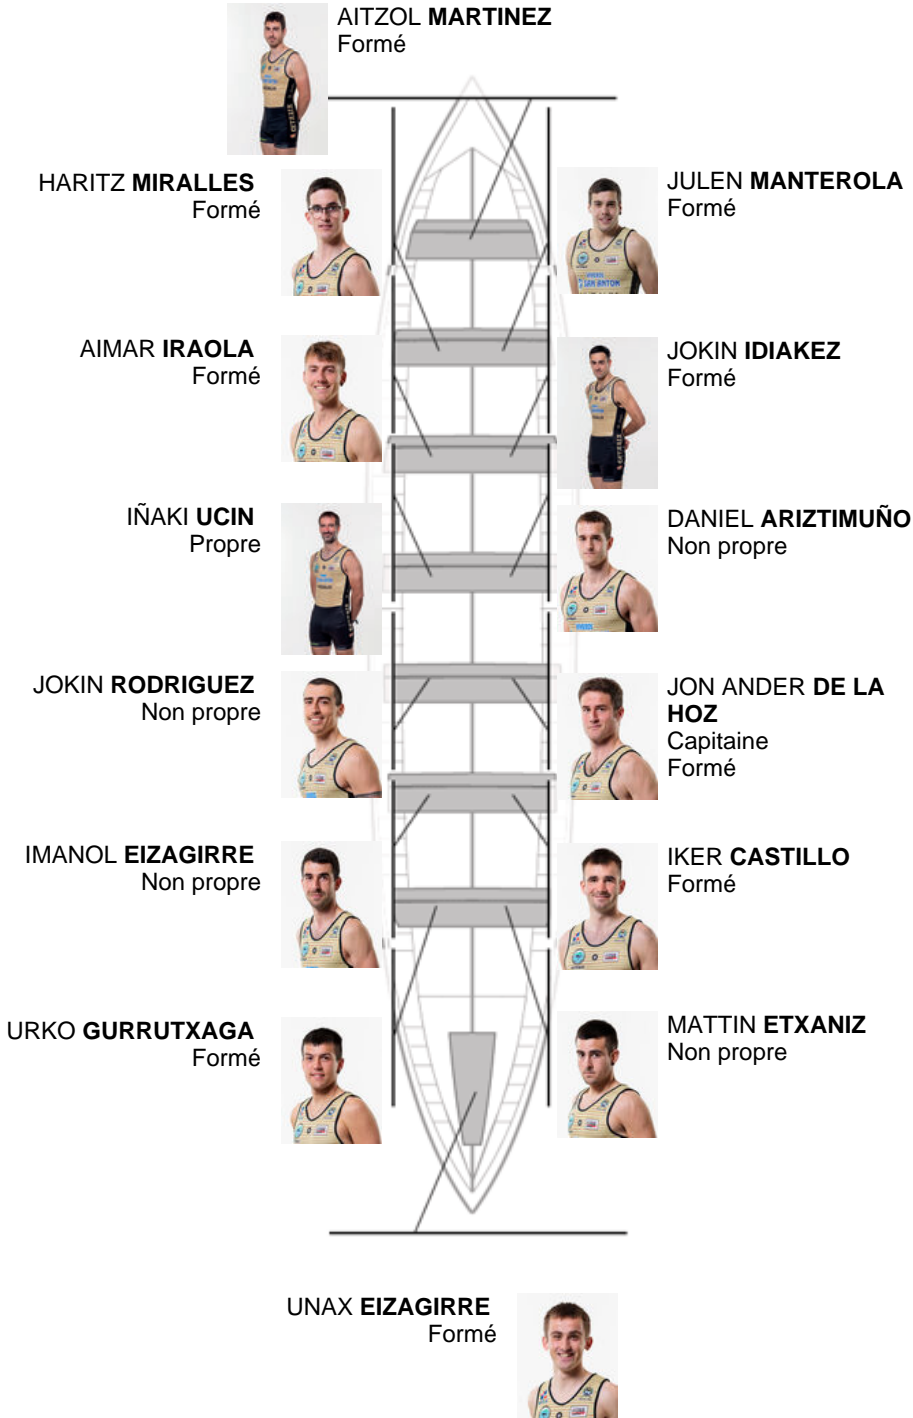 AITZOL MARTINEZ
Formé
HARITZ MIRALLES
Formé
JULEN MANTEROLA
Formé
AIMAR IRAOLA
Formé
JOKIN IDIAKEZ
Formé
IÑAKI UCIN
Propre
DANIEL ARIZTIMUÑO
Non propre
JOKIN RODRIGUEZ
Non propre
JON ANDER DE LA
HOZ
Capitaine
Formé
IMANOL EIZAGIRRE
Non propre
IKER CASTILLO
Formé
URKO GURRUTXAGA
Formé
MATTIN ETXANIZ
Non propre
UNAX EIZAGIRRE
Formé